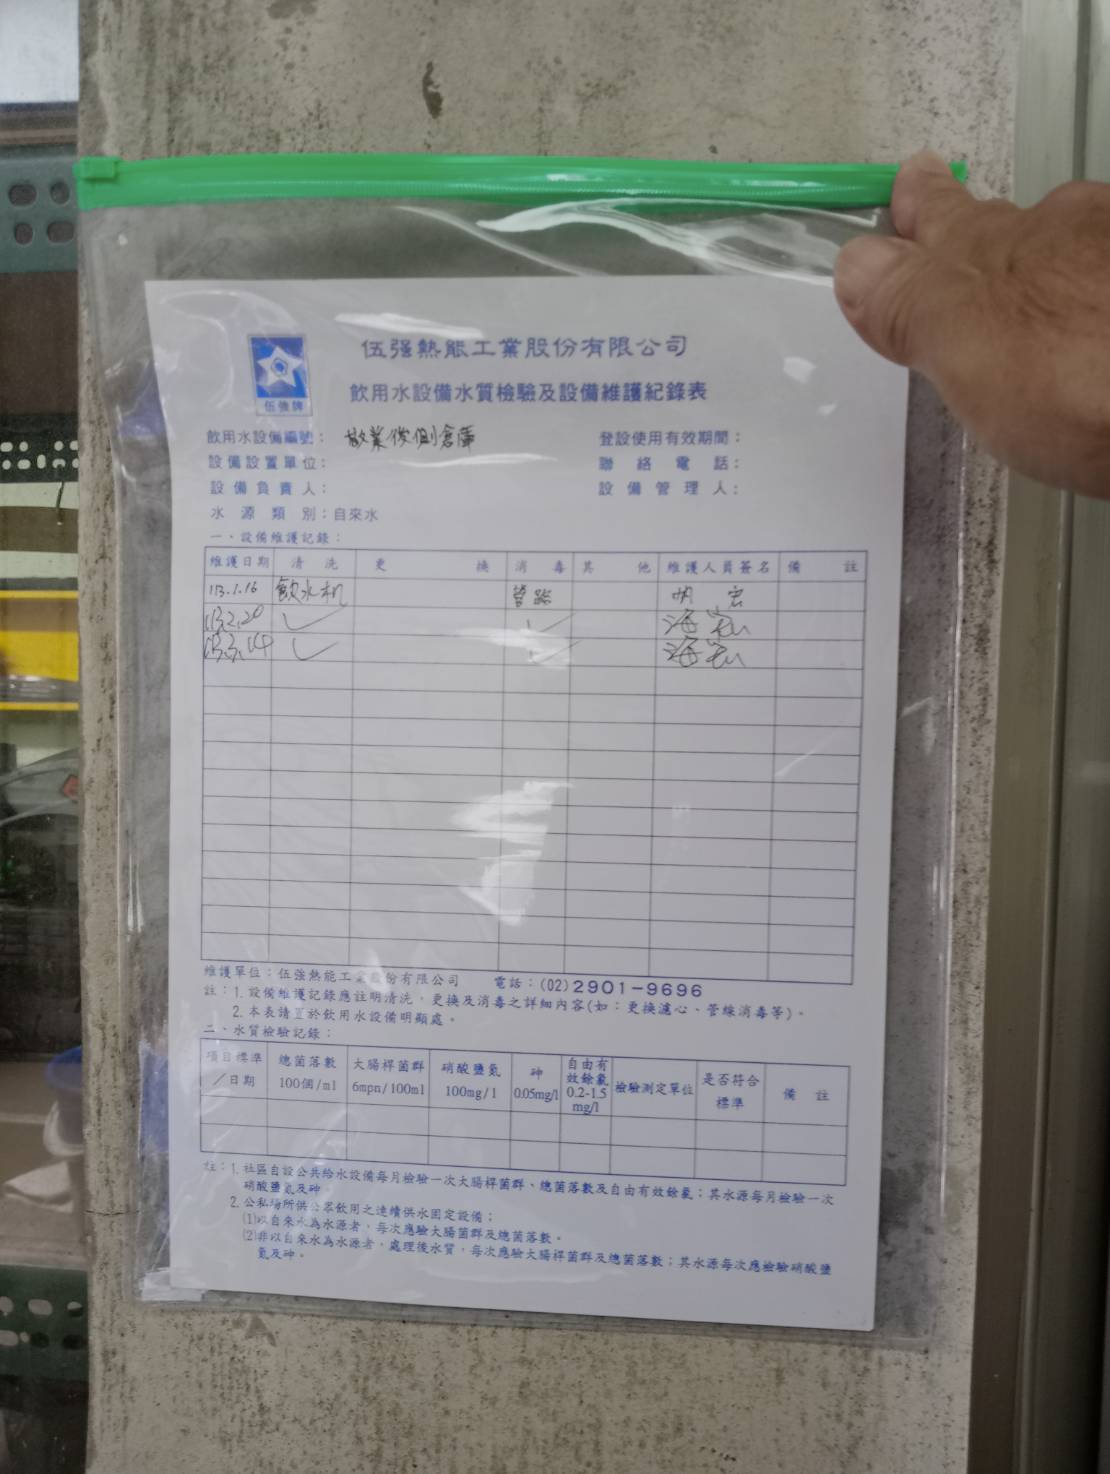 伍强熱能工業股份有限公司
伍強牌
飲用水設備水質檢驗及設備維護紀錄表
飲用水設備編號： 後側倉庫
登設使用有效期間：
設備設置單位：
聯絡電話：
設備負責人：
設備管理人：
水源類別：自來水
一、設備維護記錄：
維護日期 清洗 更換 消毒 其他 維護人員簽名 備註
113.1.16 飲水机 管路
113.2.20 ✓ ✓
113.3.14 ✓ ✓
維護單位：伍強熱能工業股份有限公司 電話：(02)2901-9696
註：1.設備維護記錄應註明清洗，更換及消毒之詳細內容(如：更換濾心、管線消毒等)。
2.本表請置於飲用水設備明顯處。
二、水質檢驗記錄：
項目標準／日期 總菌落數 100個/ml 大腸桿菌群 6mpn/100ml 硝酸鹽氮 100mg/l 砷 0.05mg/l 自由有效餘氯 0.2-1.5 mg/l 檢驗測定單位 是否符合標準 備註
註：1.社區自設公共給水設備每月檢驗一次大腸桿菌群、總菌落數及自由有效餘氯；其水源每月檢驗一次
硝酸鹽氮及砷。
2.公私場所供公眾飲用之連續供水固定設備；
(1)以自來水為水源者，每次應驗大腸菌群及總菌落數。
(2)非以自來水為水源者，處理後水質，每次應驗大腸桿菌群及總菌落數；其水源每次應檢驗硝酸鹽
氮及砷。